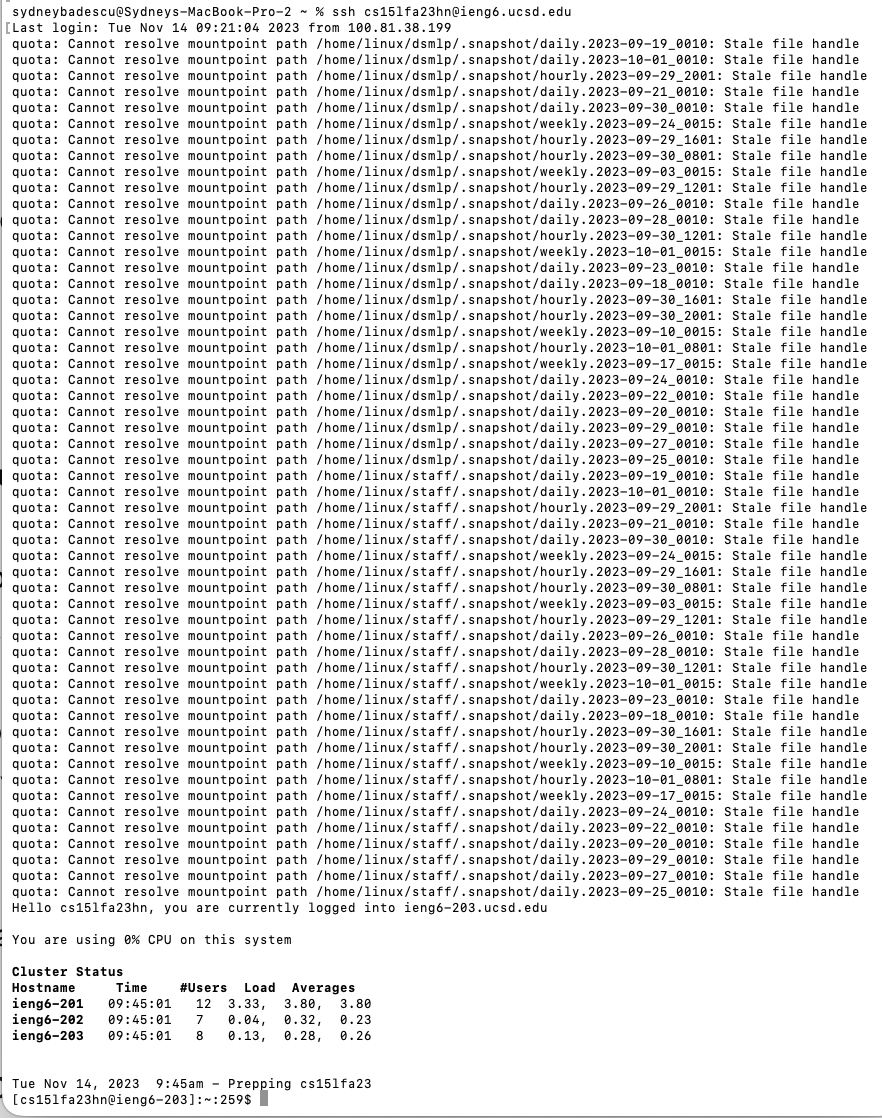 sydneybadescu@Sydneys-MacBook-Pro-2 ~ % ssh cs15lfa23hn@ieng6.ucsd.edu
[Last login: Tue Nov 14 09:21:04 2023 from 100.81.38.199
quota: Cannot resolve mountpoint path /home/linux/dsmlp/.snapshot/daily.2023-09-19_0010: Stale file handle
quota: Cannot resolve mountpoint path /home/linux/dsmlp/.snapshot/daily.2023-10-01_0010: Stale file handle
quota: Cannot resolve mountpoint path /home/linux/dsmlp/.snapshot/hourly.2023-09-29_2001: Stale file handle
quota: Cannot resolve mountpoint path /home/linux/dsmlp/.snapshot/daily.2023-09-21_0010: Stale file handle
quota: Cannot resolve mountpoint path /home/linux/dsmlp/.snapshot/daily.2023-09-30_0010: Stale file handle
quota: Cannot resolve mountpoint path /home/linux/dsmlp/.snapshot/weekly.2023-09-24_0015: Stale file handle
quota: Cannot resolve mountpoint path /home/linux/dsmlp/.snapshot/hourly.2023-09-29_1601: Stale file handle
quota: Cannot resolve mountpoint path /home/linux/dsmlp/.snapshot/hourly.2023-09-30_0801: Stale file handle
quota: Cannot resolve mountpoint path /home/linux/dsmlp/.snapshot/weekly.2023-09-03_0015: Stale file handle
quota: Cannot resolve mountpoint path /home/linux/dsmlp/.snapshot/hourly.2023-09-29_1201: Stale file handle
quota: Cannot resolve mountpoint path /home/linux/dsmlp/.snapshot/daily.2023-09-26_0010: Stale file handle
quota: Cannot resolve mountpoint path /home/linux/dsmlp/.snapshot/daily.2023-09-28_0010: Stale file handle
quota: Cannot resolve mountpoint path /home/linux/dsmlp/.snapshot/hourly.2023-09-30_1201: Stale file handle
quota: Cannot resolve mountpoint path /home/linux/dsmlp/.snapshot/weekly.2023-10-01_0015: Stale file handle
quota: Cannot resolve mountpoint path /home/linux/dsmlp/.snapshot/daily.2023-09-23_0010: Stale file handle
quota: Cannot resolve mountpoint path /home/linux/dsmlp/.snapshot/daily.2023-09-18_0010: Stale file handle
quota: Cannot resolve mountpoint path /home/linux/dsmlp/.snapshot/hourly.2023-09-30_1601: Stale file handle
quota: Cannot resolve mountpoint path /home/linux/dsmlp/.snapshot/hourly.2023-09-30_2001: Stale file handle
quota: Cannot resolve mountpoint path /home/linux/dsmlp/.snapshot/weekly.2023-09-10_0015: Stale file handle
quota: Cannot resolve mountpoint path /home/linux/dsmlp/.snapshot/hourly.2023-10-01_0801: Stale file handle
quota: Cannot resolve mountpoint path /home/linux/dsmlp/.snapshot/weekly.2023-09-17_0015: Stale file handle
quota: Cannot resolve mountpoint path /home/linux/dsmlp/.snapshot/daily.2023-09-24_0010: Stale file handle
quota: Cannot resolve mountpoint path /home/linux/dsmlp/.snapshot/daily.2023-09-22_0010: Stale file handle
quota: Cannot resolve mountpoint path /home/linux/dsmlp/.snapshot/daily.2023-09-20_0010: Stale file handle
quota: Cannot resolve mountpoint path /home/linux/dsmlp/.snapshot/daily.2023-09-29_0010: Stale file handle
quota: Cannot resolve mountpoint path /home/linux/dsmlp/.snapshot/daily.2023-09-27_0010: Stale file handle
quota: Cannot resolve mountpoint path /home/linux/dsmlp/.snapshot/daily.2023-09-25_0010: Stale file handle
quota: Cannot resolve mountpoint path /home/linux/staff/.snapshot/daily.2023-09-19_0010: Stale file handle
quota: Cannot resolve mountpoint path /home/linux/staff/.snapshot/daily.2023-10-01_0010: Stale file handle
quota: Cannot resolve mountpoint path /home/linux/staff/.snapshot/hourly.2023-09-29_2001: Stale file handle
quota: Cannot resolve mountpoint path /home/linux/staff/.snapshot/daily.2023-09-21_0010: Stale file handle
quota: Cannot resolve mountpoint path /home/linux/staff/.snapshot/daily.2023-09-30_0010: Stale file handle
quota: Cannot resolve mountpoint path /home/linux/staff/.snapshot/weekly.2023-09-24_0015: Stale file handle
quota: Cannot resolve mountpoint path /home/linux/staff/.snapshot/hourly.2023-09-29_1601: Stale file handle
quota: Cannot resolve mountpoint path /home/linux/staff/.snapshot/hourly.2023-09-30_0801: Stale file handle
quota: Cannot resolve mountpoint path /home/linux/staff/.snapshot/weekly.2023-09-03_0015: Stale file handle
quota: Cannot resolve mountpoint path /home/linux/staff/.snapshot/hourly.2023-09-29_1201: Stale file handle
quota: Cannot resolve mountpoint path /home/linux/staff/.snapshot/daily.2023-09-26_0010: Stale file handle
quota: Cannot resolve mountpoint path /home/linux/staff/.snapshot/daily.2023-09-28_0010: Stale file handle
quota: Cannot resolve mountpoint path /home/linux/staff/.snapshot/hourly.2023-09-30_1201: Stale file handle
quota: Cannot resolve mountpoint path /home/linux/staff/.snapshot/weekly.2023-10-01_0015: Stale file handle
quota: Cannot resolve mountpoint path /home/linux/staff/.snapshot/daily.2023-09-23_0010: Stale file handle
quota: Cannot resolve mountpoint path /home/linux/staff/.snapshot/daily.2023-09-18_0010: Stale file handle
quota: Cannot resolve mountpoint path /home/linux/staff/.snapshot/hourly.2023-09-30_1601: Stale file handle
quota: Cannot resolve mountpoint path /home/linux/staff/.snapshot/hourly.2023-09-30_2001: Stale file handle
quota: Cannot resolve mountpoint path /home/linux/staff/.snapshot/weekly.2023-09-10_0015: Stale file handle
quota: Cannot resolve mountpoint path /home/linux/staff/.snapshot/hourly.2023-10-01_0801: Stale file handle
quota: Cannot resolve mountpoint path /home/linux/staff/.snapshot/weekly.2023-09-17_0015: Stale file handle
quota: Cannot resolve mountpoint path /home/linux/staff/.snapshot/daily.2023-09-24_0010: Stale file handle
quota: Cannot resolve mountpoint path /home/linux/staff/.snapshot/daily.2023-09-22_0010: Stale file handle
quota: Cannot resolve mountpoint path /home/linux/staff/.snapshot/daily.2023-09-20_0010: Stale file handle
quota: Cannot resolve mountpoint path /home/linux/staff/.snapshot/daily.2023-09-29_0010: Stale file handle
quota: Cannot resolve mountpoint path /home/linux/staff/.snapshot/daily.2023-09-27_0010: Stale file handle
quota: Cannot resolve mountpoint path /home/linux/staff/.snapshot/daily.2023-09-25_0010: Stale file handle
Hello cs15lfa23hn, you are currently logged into ieng6-203.ucsd.edu
You are using 0% CPU on this system
Cluster Status
Hostname Time #Users Load Averages
ieng6-201 09:45:01 12 3.33, 3.80, 3.80
ieng6-202 09:45:01 7 0.04, 0.32, 0.23
ieng6-203 09:45:01 8 0.13, 0.28, 0.26
Tue Nov 14, 2023 9:45am - Prepping cs15lfa23
[cs15lfa23hn@ieng6-203]:~:259$